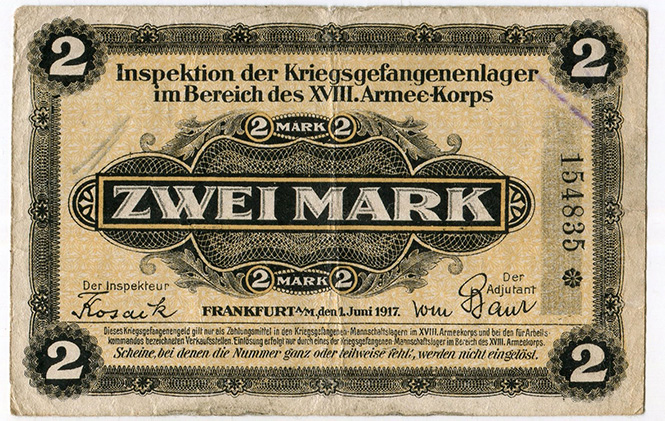 2 2
Inspektion der Kriegsgefangenenlager
im Bereich des XVIII. Armee-Korps
2 MARK 2
ZWEI MARK
154835 ✻
2 MARK 2
Der Inspekteur
Der Adjutant
Kosack
FRANKFURT A/M, den 1. Juni 1917.
vom Baur
Dieses Kriegsgefangenengeld gilt nur als Zahlungsmittel in den Kriegsgefangenen-Mannschaftslagern im XVIII. Armeekorps und bei den für Arbeits-
kommandos bezeichneten Verkaufsstellen. Einlösung erfolgt nur durch eines der Kriegsgefangenen-Mannschaftslager im Bereich des XVIII. Armeekorps.
Scheine, bei denen die Nummer ganz oder teilweise fehlt, werden nicht eingelöst.
2 2